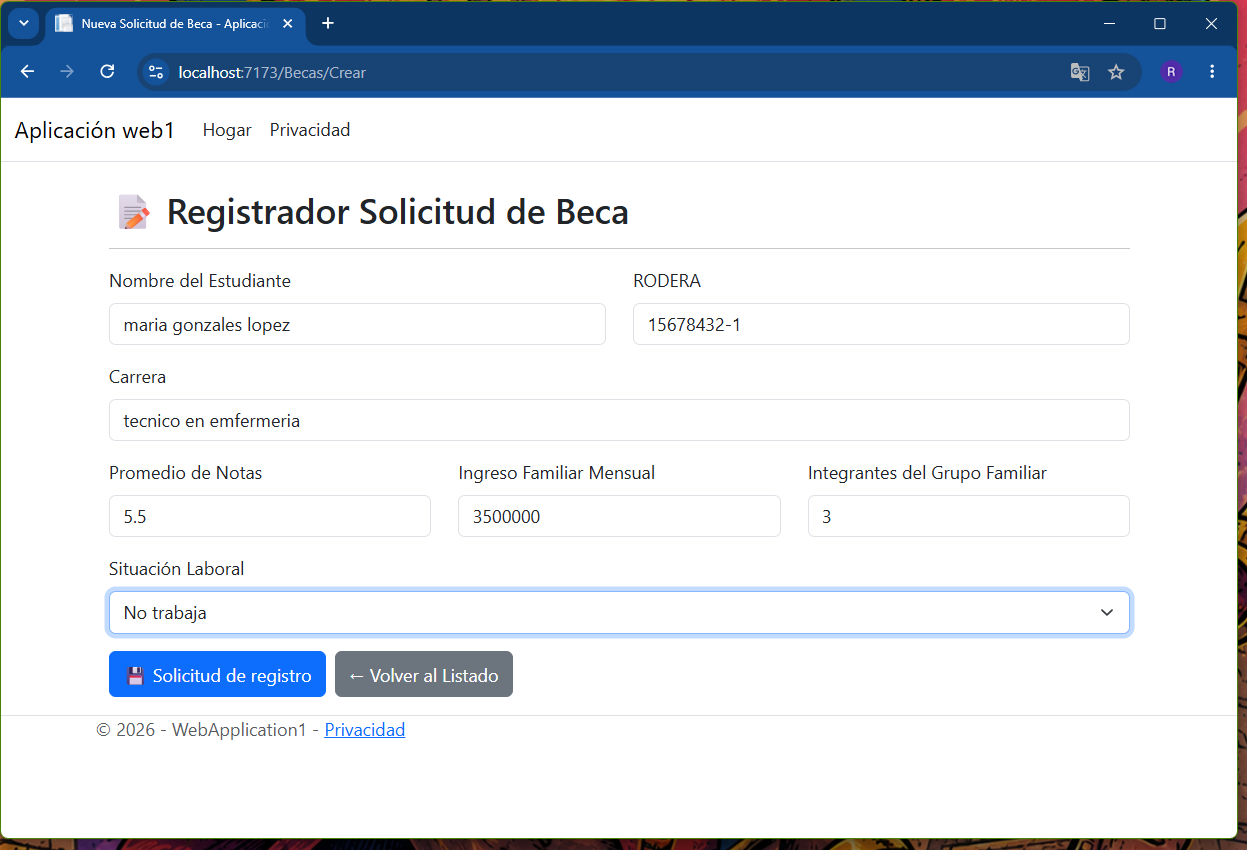 Nueva Solicitud de Beca - Aplicaci
localhost:7173/Becas/Crear
R
Aplicación web1 Hogar Privacidad
Registrador Solicitud de Beca
Nombre del Estudiante RODERA
maria gonzales lopez 15678432-1
Carrera
tecnico en emfermeria
Promedio de Notas Ingreso Familiar Mensual Integrantes del Grupo Familiar
5.5 3500000 3
Situación Laboral
No trabaja
Solicitud de registro ← Volver al Listado
© 2026 - WebApplication1 - Privacidad